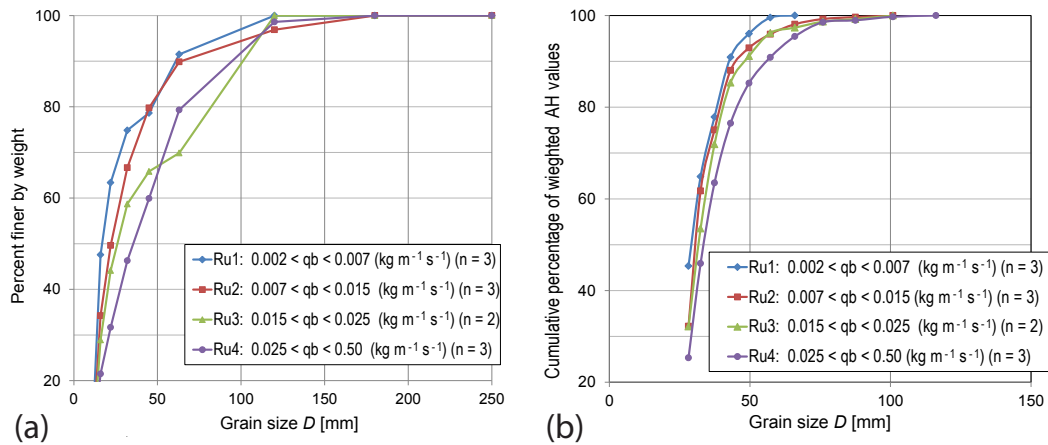 100
80
60
40
20
Percent finer by weight
Ru1: 0.002 < qb < 0.007 (kg m⁻¹ s⁻¹) (n = 3)
Ru2: 0.007 < qb < 0.015 (kg m⁻¹ s⁻¹) (n = 3)
Ru3: 0.015 < qb < 0.025 (kg m⁻¹ s⁻¹) (n = 2)
Ru4: 0.025 < qb < 0.50 (kg m⁻¹ s⁻¹) (n = 3)
0 50 100 150 200 250
Grain size D [mm]
(a)
100
80
60
40
20
Cumulative percentage of wieghted AH values
Ru1: 0.002 < qb < 0.007 (kg m⁻¹ s⁻¹) (n = 3)
Ru2: 0.007 < qb < 0.015 (kg m⁻¹ s⁻¹) (n = 3)
Ru3: 0.015 < qb < 0.025 (kg m⁻¹ s⁻¹) (n = 2)
Ru4: 0.025 < qb < 0.50 (kg m⁻¹ s⁻¹) (n = 3)
0 50 100 150
Grain size D [mm]
(b)